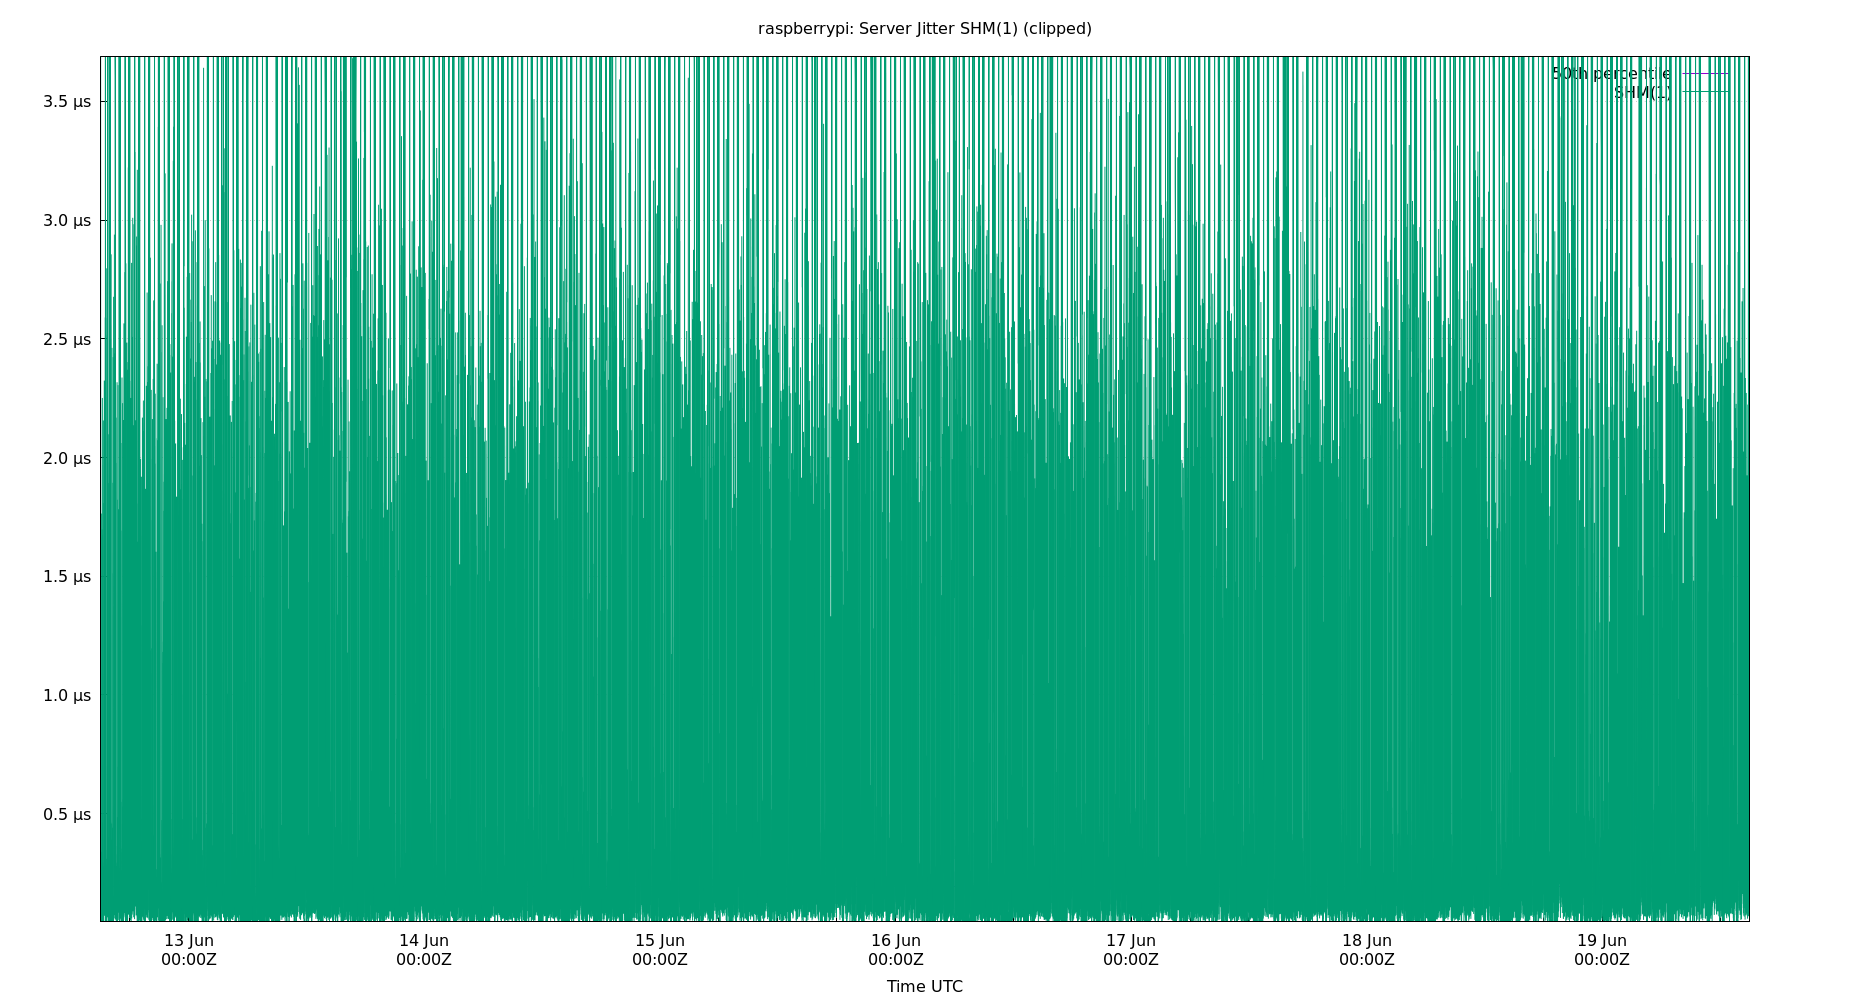 raspberrypi: Server Jitter SHM(1) (clipped)
50th percentile
SHM(1)
3.5 µs
3.0 µs
2.5 µs
2.0 µs
1.5 µs
1.0 µs
0.5 µs
13 Jun 14 Jun 15 Jun 16 Jun 17 Jun 18 Jun 19 Jun
00:00Z 00:00Z 00:00Z 00:00Z 00:00Z 00:00Z 00:00Z
Time UTC